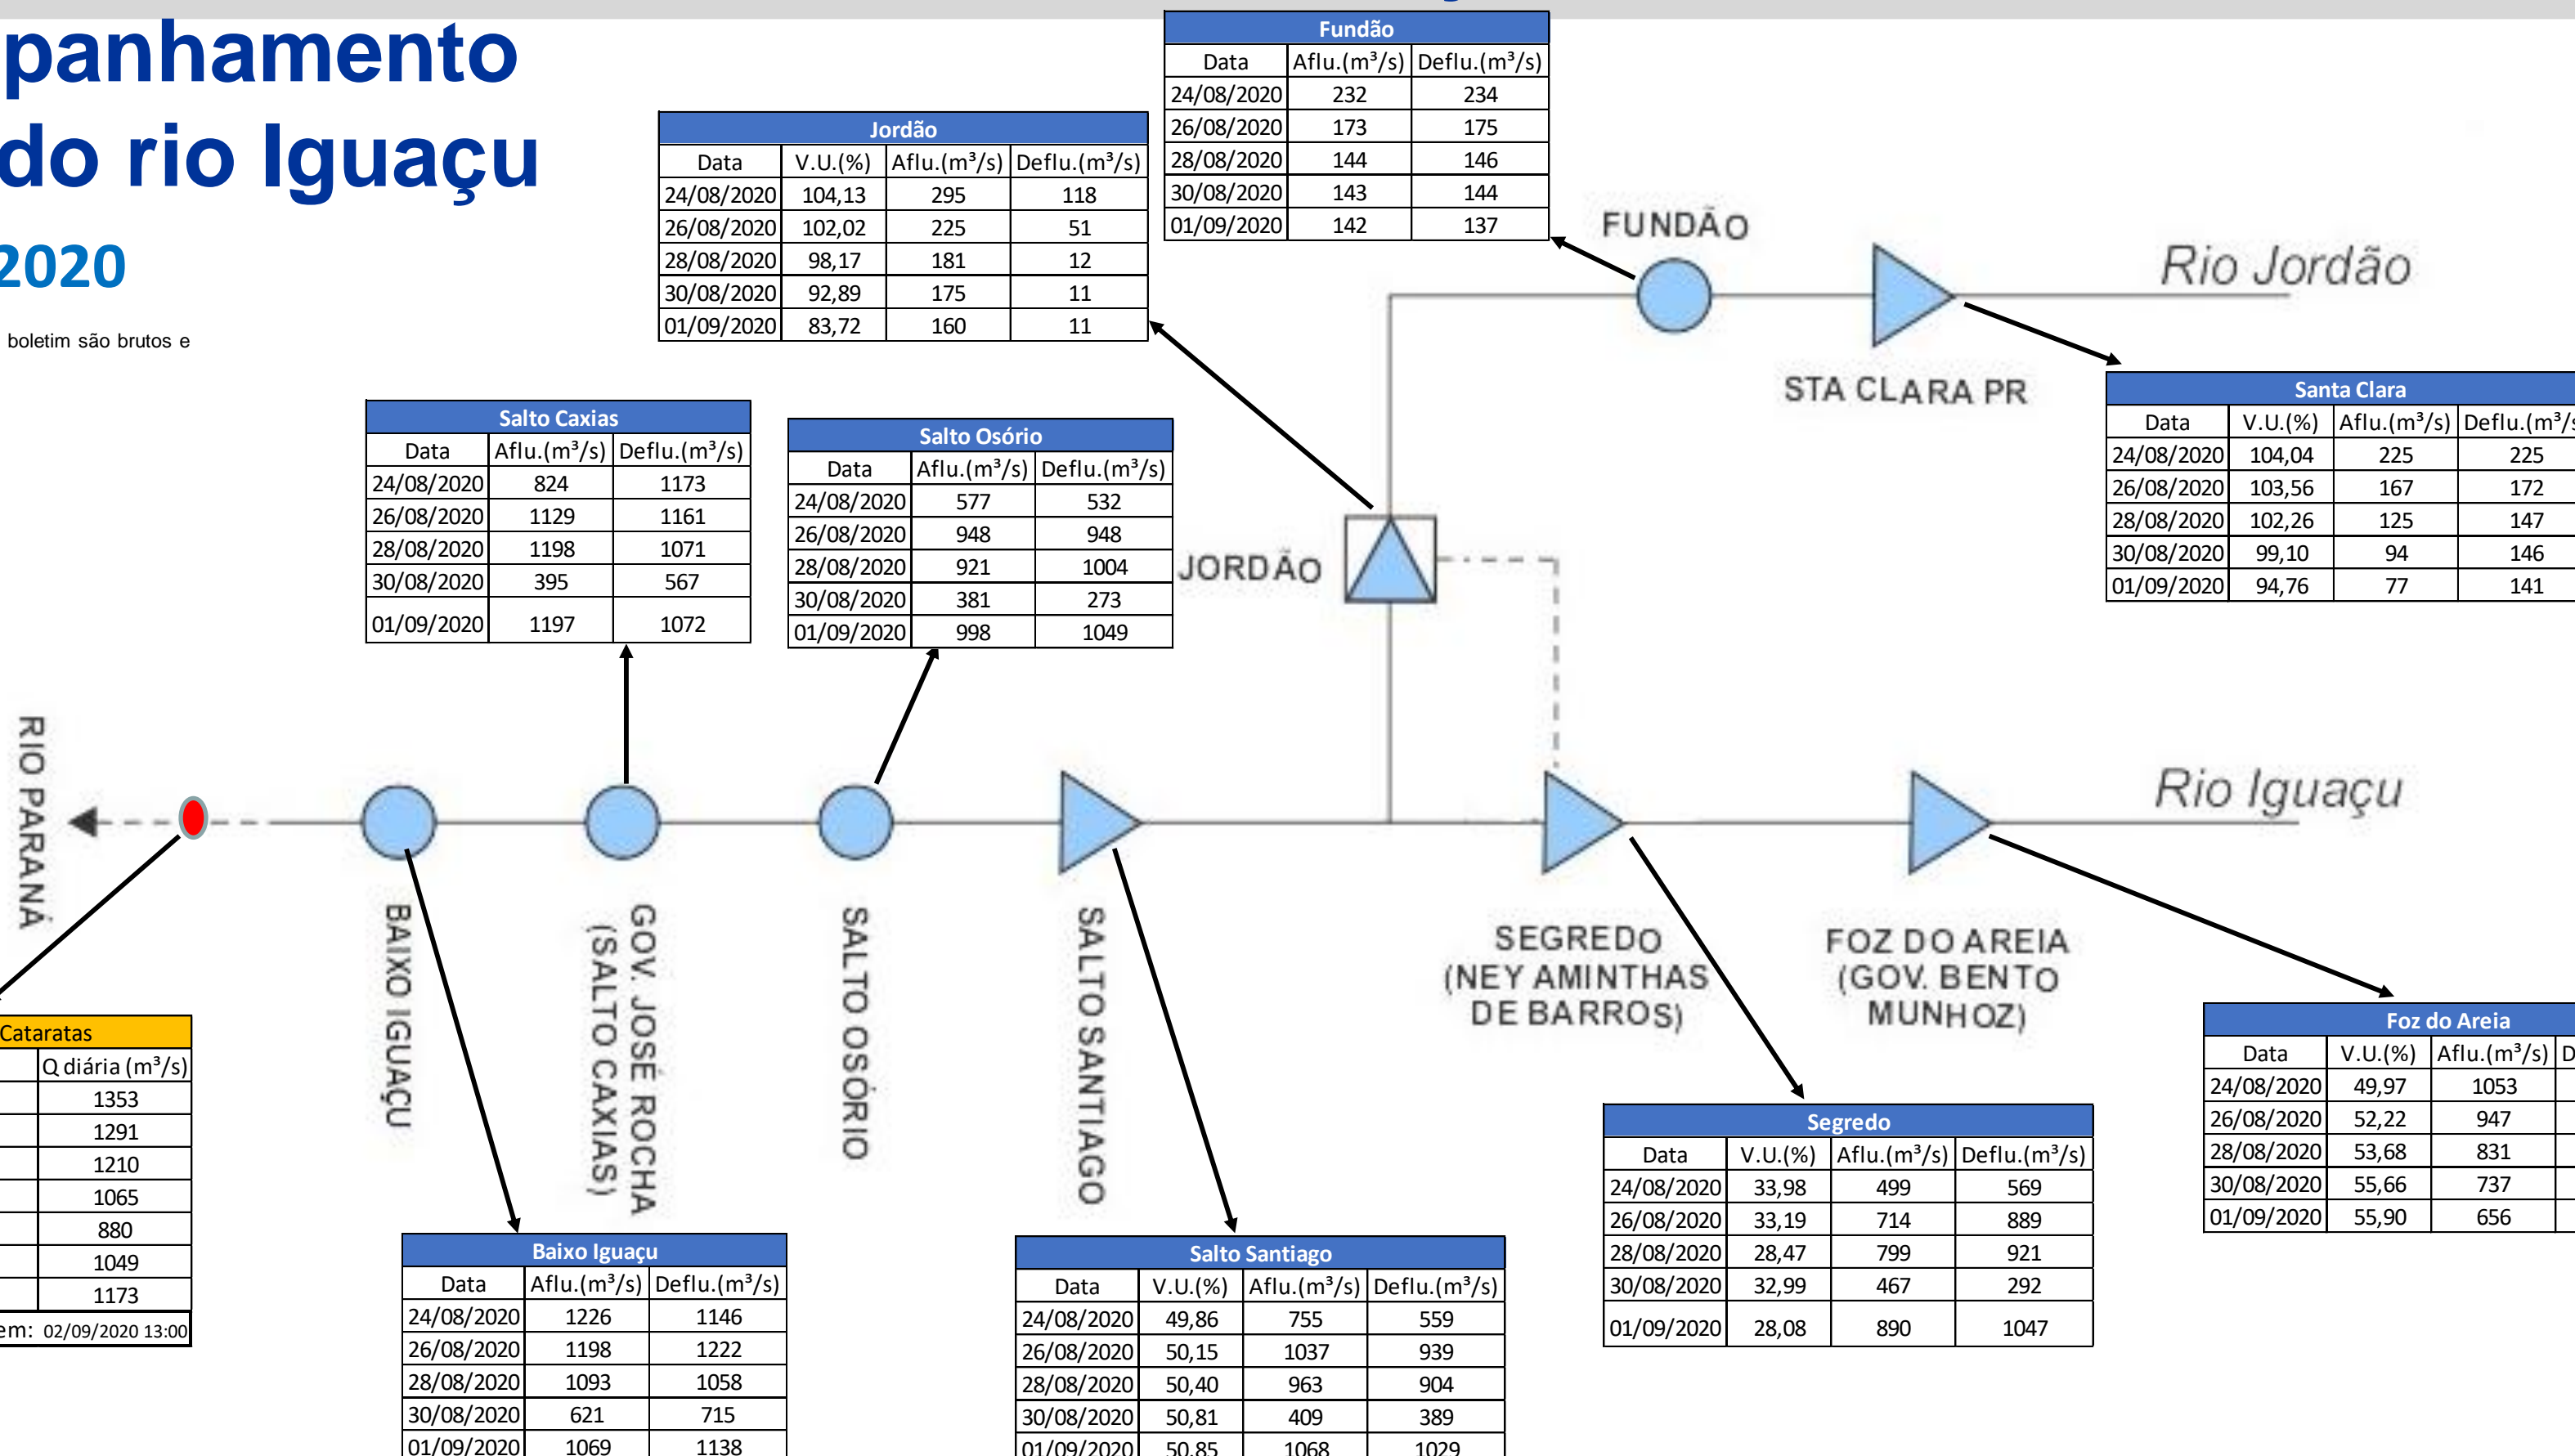 panhamento
do rio Iguaçu
2020
boletim são brutos e
Fundão
Data Aflu.(m³/s) Deflu.(m³/s)
24/08/2020 232 234
26/08/2020 173 175
28/08/2020 144 146
30/08/2020 143 144
01/09/2020 142 137
Jordão
Data V.U.(%) Aflu.(m³/s) Deflu.(m³/s)
24/08/2020 104,13 295 118
26/08/2020 102,02 225 51
28/08/2020 98,17 181 12
30/08/2020 92,89 175 11
01/09/2020 83,72 160 11
FUNDÃO
Rio Jordão
STA CLARA PR
Santa Clara
Data V.U.(%) Aflu.(m³/s) Deflu.(m³/s
24/08/2020 104,04 225 225
26/08/2020 103,56 167 172
28/08/2020 102,26 125 147
30/08/2020 99,10 94 146
01/09/2020 94,76 77 141
Salto Caxias
Data Aflu.(m³/s) Deflu.(m³/s)
24/08/2020 824 1173
26/08/2020 1129 1161
28/08/2020 1198 1071
30/08/2020 395 567
01/09/2020 1197 1072
Salto Osório
Data Aflu.(m³/s) Deflu.(m³/s)
24/08/2020 577 532
26/08/2020 948 948
28/08/2020 921 1004
30/08/2020 381 273
01/09/2020 998 1049
JORDÃO
RIO PARANÁ
Rio Iguaçu
BAIXO IGUAÇU
GOV. JOSÉ ROCHA
(SALTO CAXIAS)
SALTO OSÓRIO
SALTO SANTIAGO
SEGREDO
(NEY AMINTHAS
DE BARROS)
FOZ DO AREIA
(GOV. BENTO
MUNHOZ)
Cataratas
Q diária (m³/s)
1353
1291
1210
1065
880
1049
1173
em: 02/09/2020 13:00
Baixo Iguaçu
Data Aflu.(m³/s) Deflu.(m³/s)
24/08/2020 1226 1146
26/08/2020 1198 1222
28/08/2020 1093 1058
30/08/2020 621 715
01/09/2020 1069 1138
Salto Santiago
Data V.U.(%) Aflu.(m³/s) Deflu.(m³/s)
24/08/2020 49,86 755 559
26/08/2020 50,15 1037 939
28/08/2020 50,40 963 904
30/08/2020 50,81 409 389
01/09/2020 50,85 1068 1029
Segredo
Data V.U.(%) Aflu.(m³/s) Deflu.(m³/s)
24/08/2020 33,98 499 569
26/08/2020 33,19 714 889
28/08/2020 28,47 799 921
30/08/2020 32,99 467 292
01/09/2020 28,08 890 1047
Foz do Areia
Data V.U.(%) Aflu.(m³/s) D
24/08/2020 49,97 1053
26/08/2020 52,22 947
28/08/2020 53,68 831
30/08/2020 55,66 737
01/09/2020 55,90 656